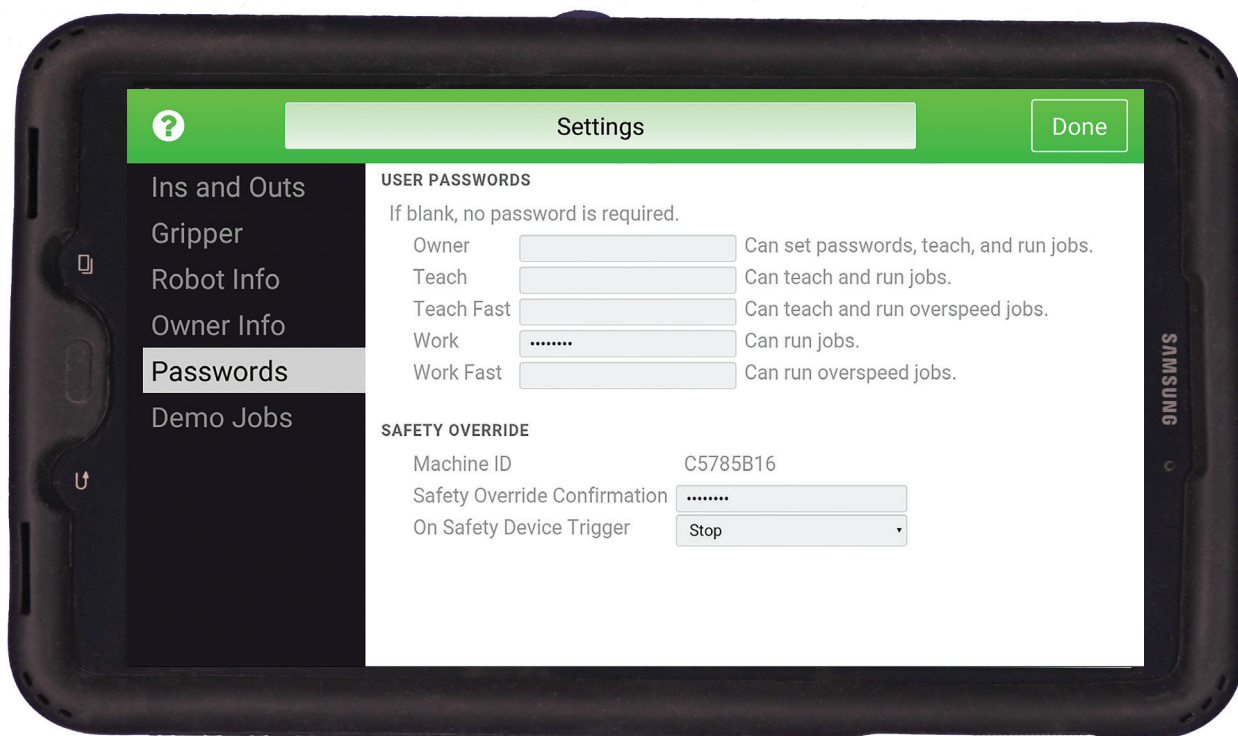 ? Settings Done
Ins and Outs
Gripper
Robot Info
Owner Info
Passwords
Demo Jobs
USER PASSWORDS
If blank, no password is required.
Owner Can set passwords, teach, and run jobs.
Teach Can teach and run jobs.
Teach Fast Can teach and run overspeed jobs.
Work •••••••• Can run jobs.
Work Fast Can run overspeed jobs.
SAFETY OVERRIDE
Machine ID C5785B16
Safety Override Confirmation ••••••••
On Safety Device Trigger Stop
SAMSUNG